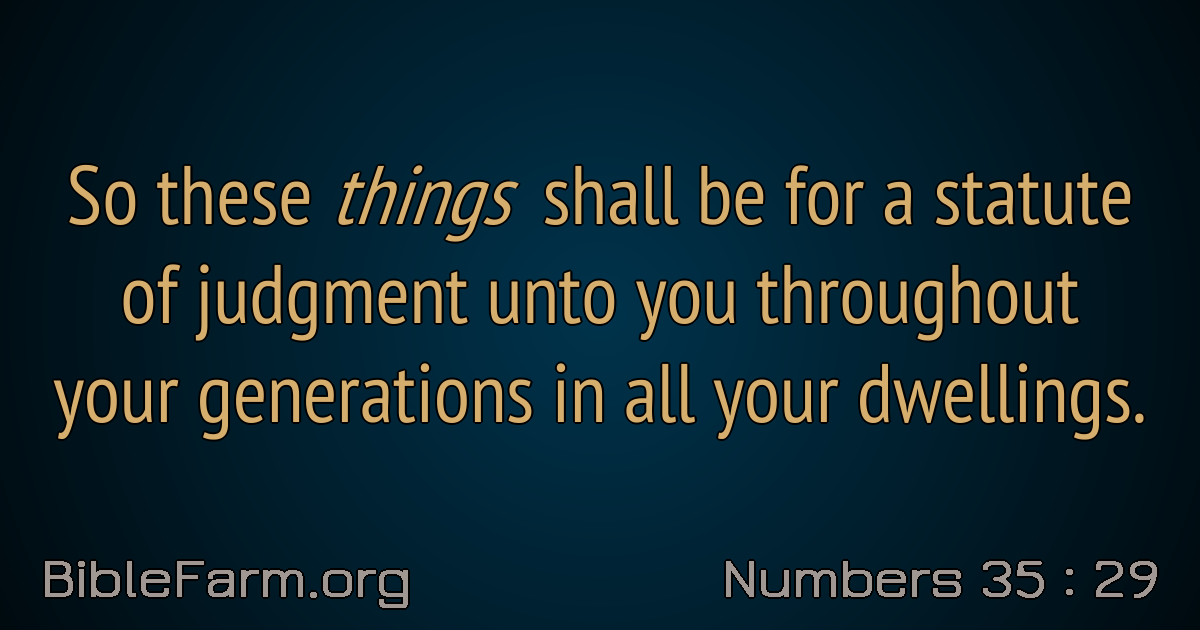 So these things shall be for a statute
of judgment unto you throughout
your generations in all your dwellings.
BibleFarm.org
Numbers 35 : 29